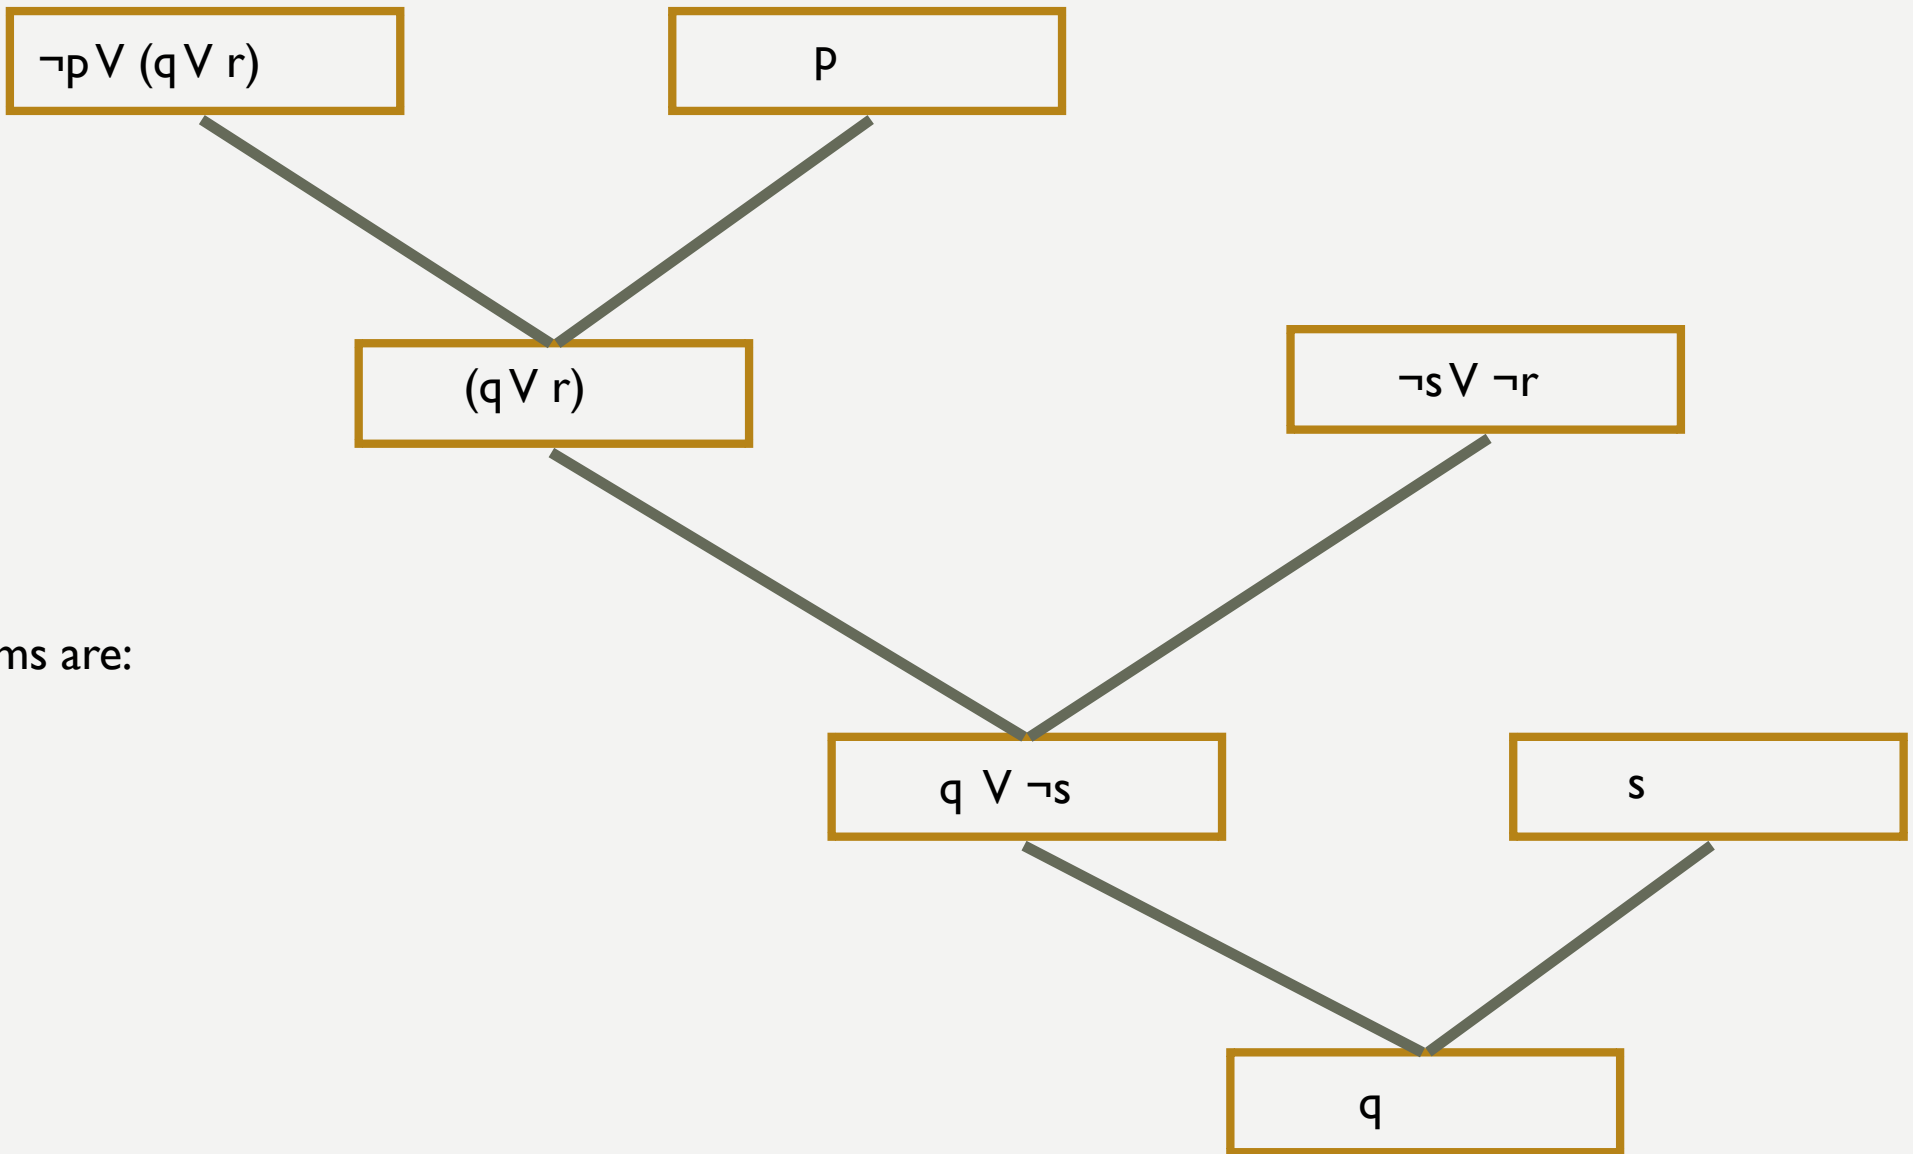 ¬p V (q V r)
p
(q V r)
¬s V ¬r
ms are:
q V ¬s
s
q